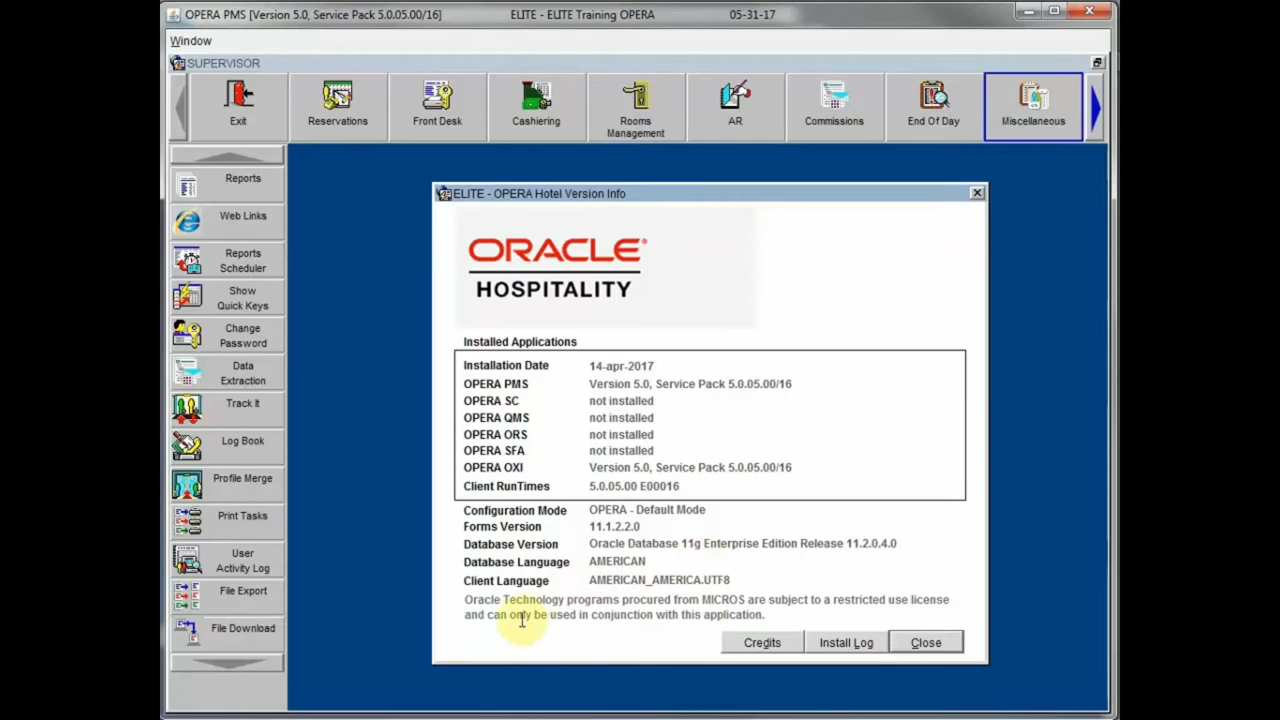 OPERA PMS [Version 5.0, Service Pack 5.0.05.00/16] ELITE - ELITE Training OPERA 05-31-17
Window
SUPERVISOR
Exit
Reservations
Front Desk
Cashiering
Rooms
Management
AR
Commissions
End Of Day
Miscellaneous
Reports
Web Links
Reports
Scheduler
Show
Quick Keys
Change
Password
Data
Extraction
Track It
Log Book
Profile Merge
Print Tasks
User
Activity Log
File Export
File Download
ELITE - OPERA Hotel Version Info
ORACLE®
HOSPITALITY
Installed Applications
Installation Date 14-apr-2017
OPERA PMS Version 5.0, Service Pack 5.0.05.00/16
OPERA SC not installed
OPERA QMS not installed
OPERA ORS not installed
OPERA SFA not installed
OPERA OXI Version 5.0, Service Pack 5.0.05.00/16
Client RunTimes 5.0.05.00 E00016
Configuration Mode OPERA - Default Mode
Forms Version 11.1.2.2.0
Database Version Oracle Database 11g Enterprise Edition Release 11.2.0.4.0
Database Language AMERICAN
Client Language AMERICAN_AMERICA.UTF8
Oracle Technology programs procured from MICROS are subject to a restricted use license
and can only be used in conjunction with this application.
Credits Install Log Close